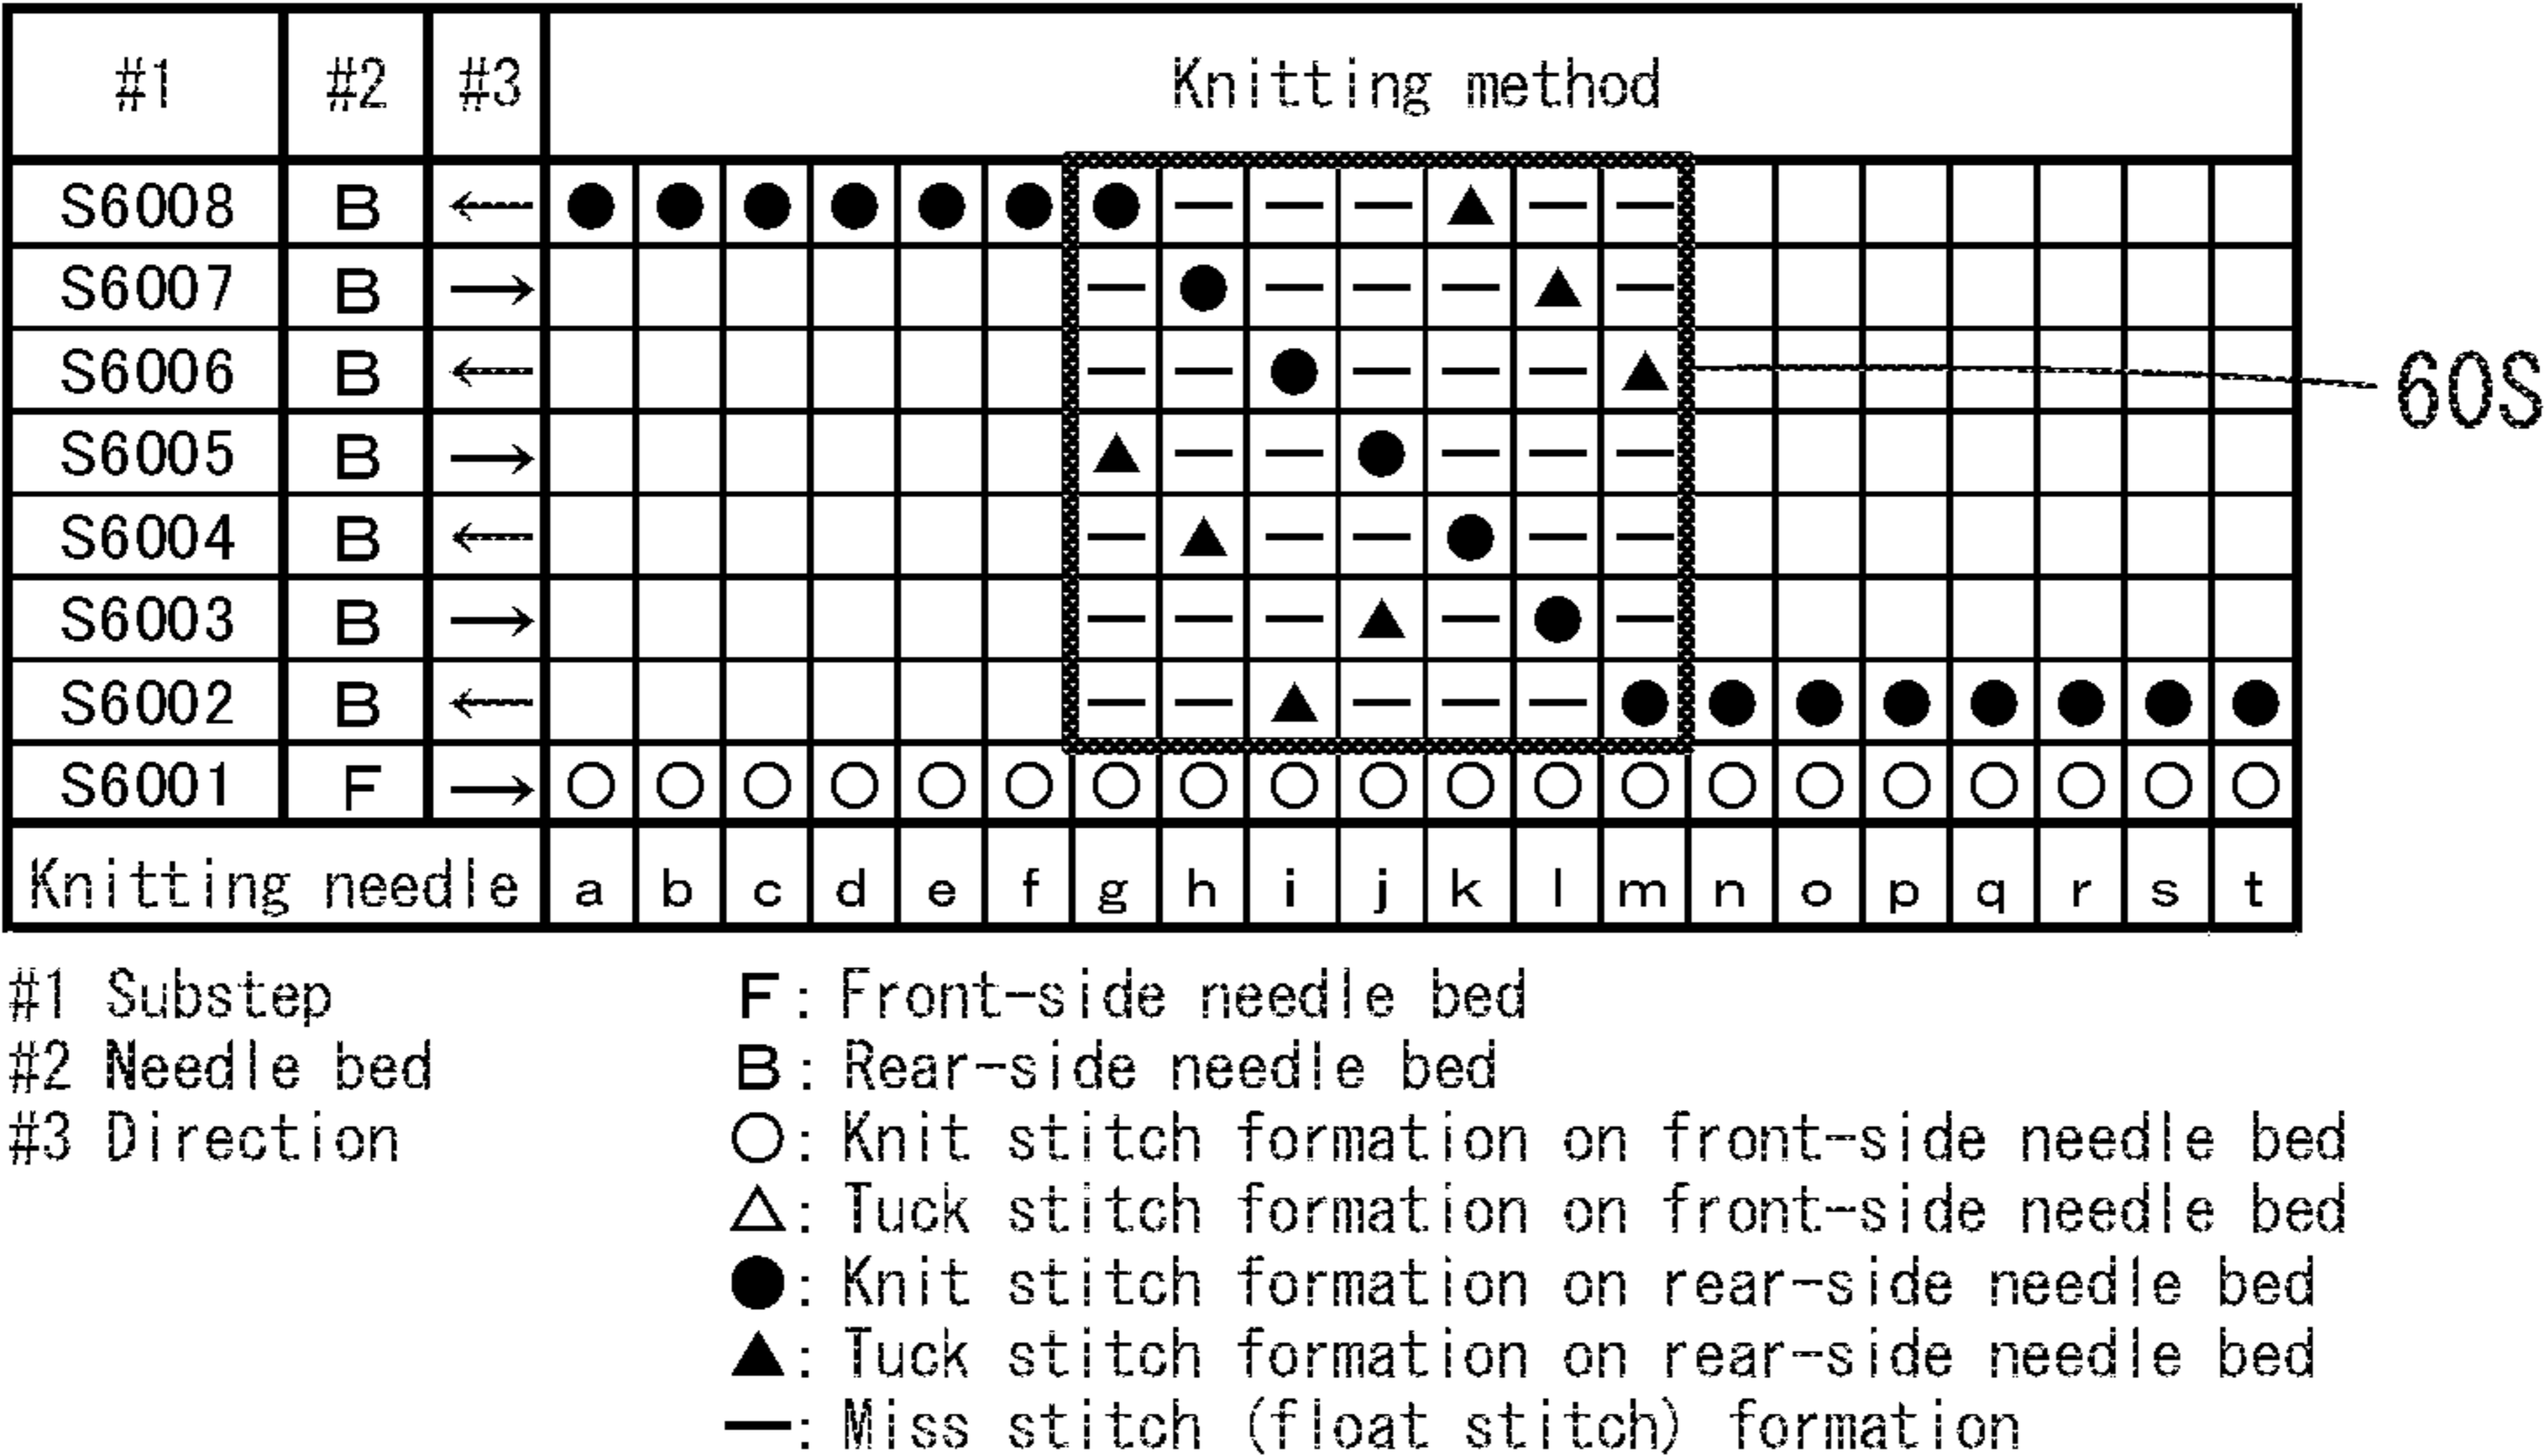 #1 #2 #3 Knitting method
S6008 B ← ● ● ● ● ● ● ● — — — ▲ — —
S6007 B → — ● — — — ▲ —
S6006 B ← — — ● — — — ▲ 60S
S6005 B → ▲ — — ● — — —
S6004 B ← — ▲ — — ● — —
S6003 B → — — — ▲ — ● —
S6002 B ← — — ▲ — — — ● ● ● ● ● ● ● ●
S6001 F → ○ ○ ○ ○ ○ ○ ○ ○ ○ ○ ○ ○ ○ ○ ○ ○ ○ ○ ○ ○
Knitting needle a b c d e f g h i j k l m n o p q r s t
#1 Substep
#2 Needle bed
#3 Direction
F: Front-side needle bed
B: Rear-side needle bed
○: Knit stitch formation on front-side needle bed
△: Tuck stitch formation on front-side needle bed
●: Knit stitch formation on rear-side needle bed
▲: Tuck stitch formation on rear-side needle bed
—: Miss stitch (float stitch) formation